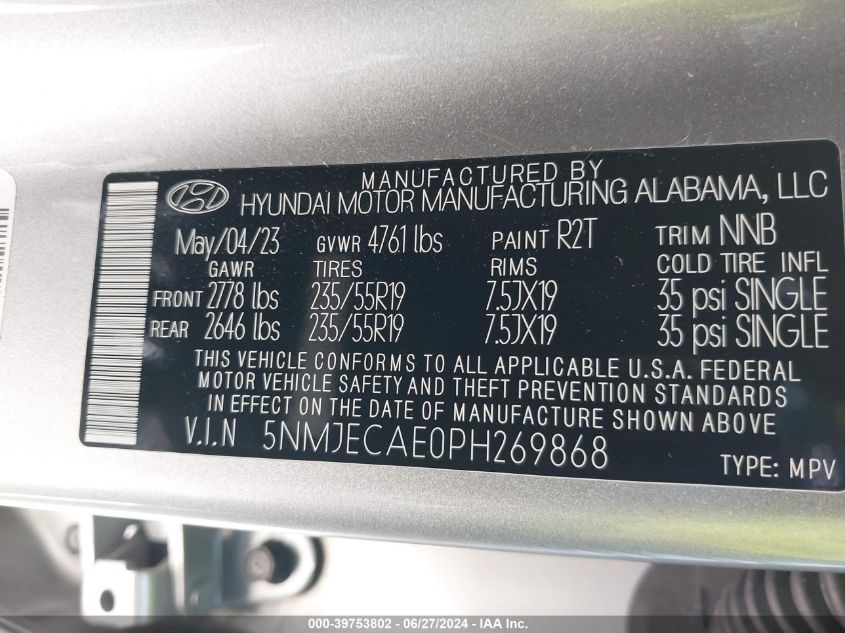 MANUFACTURED BY
HYUNDAI MOTOR MANUFACTURING ALABAMA, LLC
May/04/23 GVWR 4761 lbs PAINT R2T TRIM NNB
GAWR TIRES RIMS COLD TIRE INFL
FRONT 2778 lbs 235/55R19 7.5JX19 35 psi SINGLE
REAR 2646 lbs 235/55R19 7.5JX19 35 psi SINGLE
THIS VEHICLE CONFORMS TO ALL APPLICABLE U.S.A. FEDERAL
MOTOR VEHICLE SAFETY AND THEFT PREVENTION STANDARDS
IN EFFECT ON THE DATE OF MANUFACTURE SHOWN ABOVE
V.I.N 5NMJECAE0PH269868
TYPE: MPV
000-39753802 - 06/27/2024 - IAA Inc.